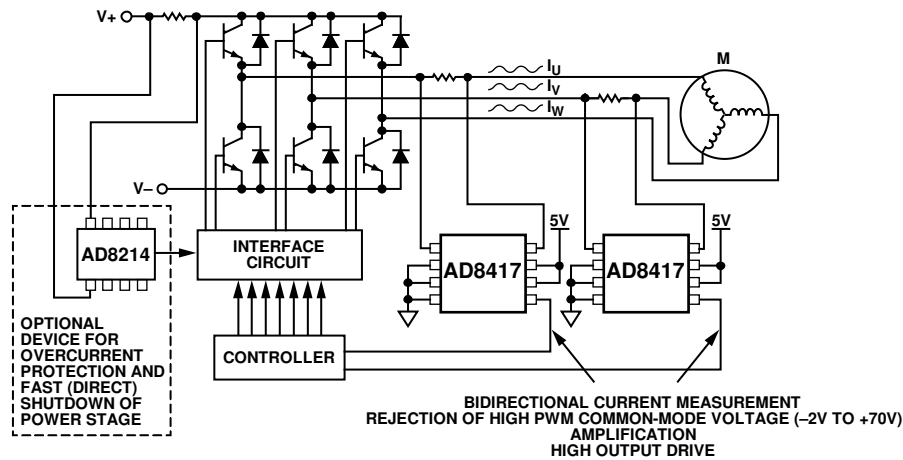 V+
M
I_U
I_V
I_W
V–
5V
5V
AD8214
INTERFACE
CIRCUIT
AD8417
AD8417
OPTIONAL
DEVICE FOR
OVERCURRENT
PROTECTION AND
FAST (DIRECT)
SHUTDOWN OF
POWER STAGE
CONTROLLER
BIDIRECTIONAL CURRENT MEASUREMENT
REJECTION OF HIGH PWM COMMON-MODE VOLTAGE (–2V TO +70V)
AMPLIFICATION
HIGH OUTPUT DRIVE